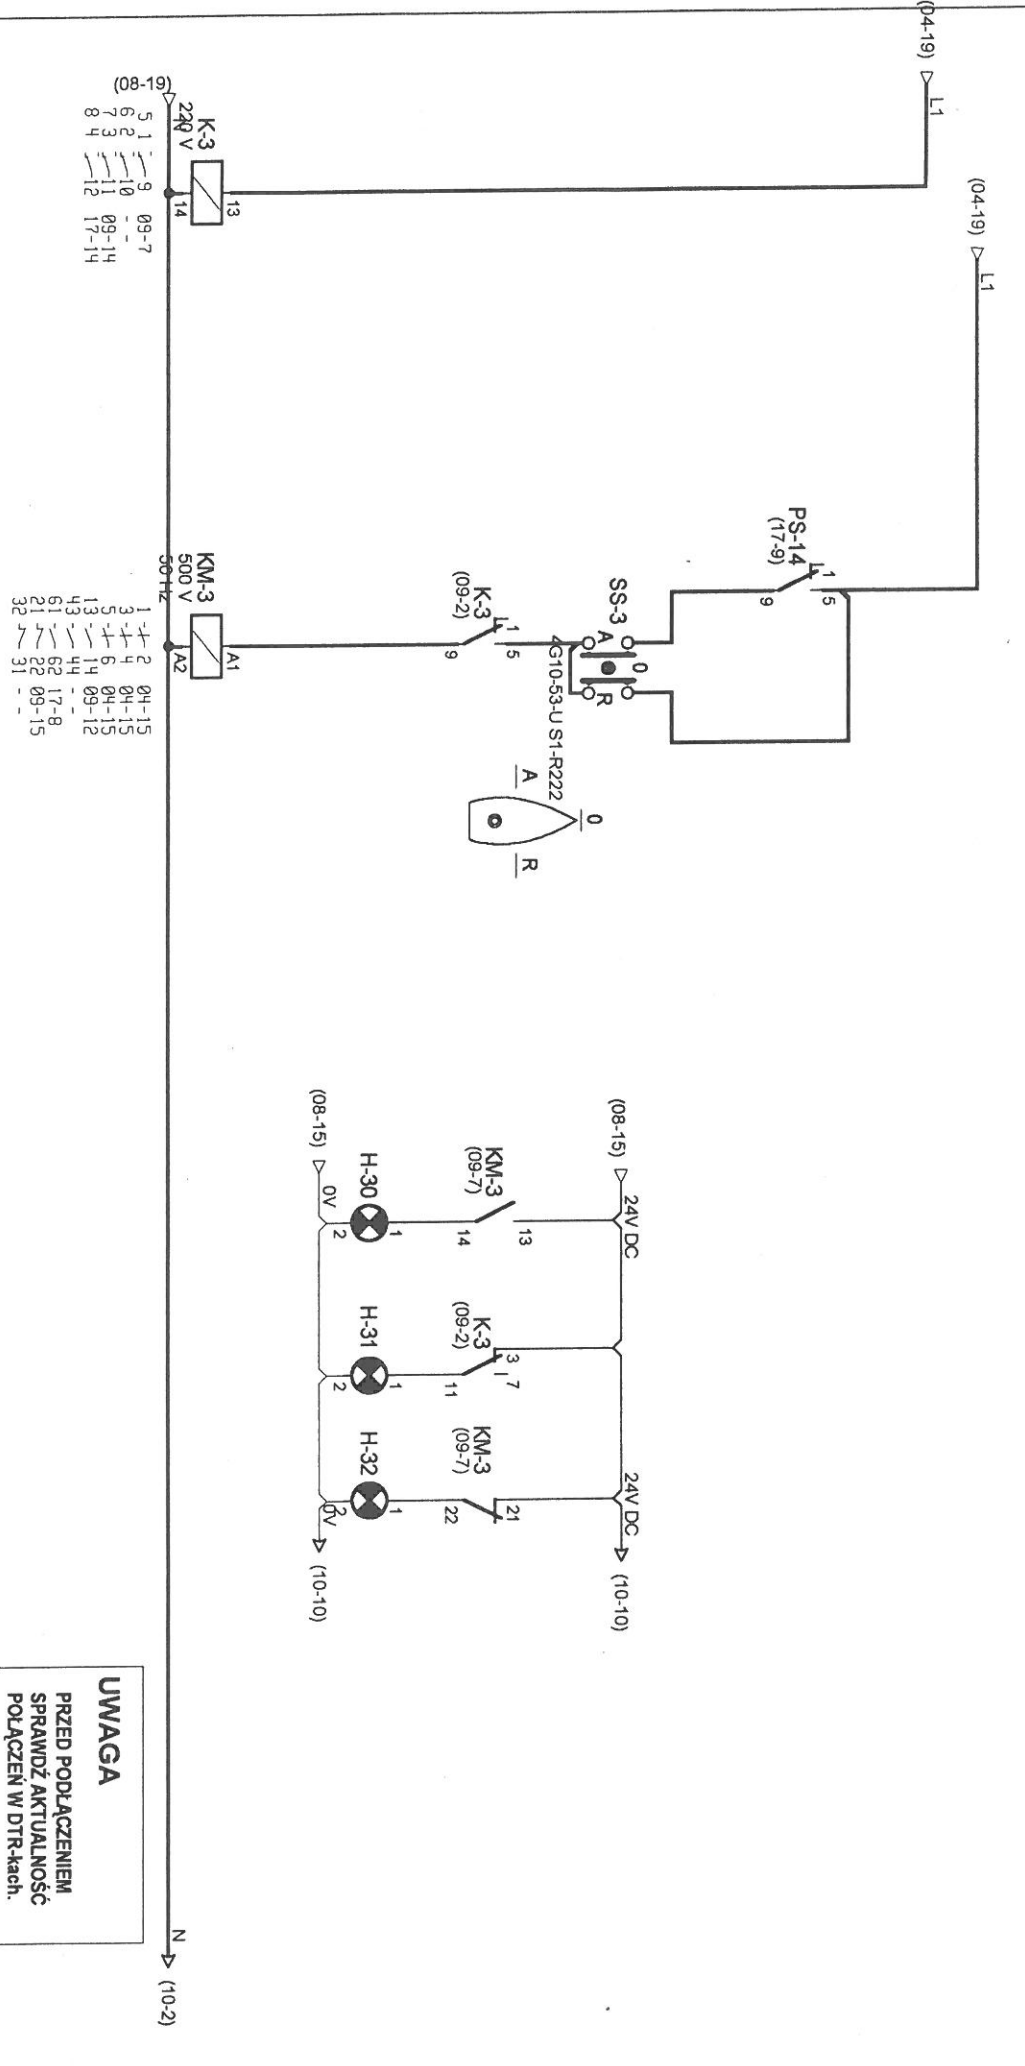 (04-19)
L1
(04-19)
L1
(08-19)
K-3
220 V
13
14
5 1 9 09-7
6 2 10 - -
7 3 11 09-14
8 4 12 17-14
PS-14
(17-9)
1
5
9
SS-3
A
0
R
4G10-53-U S1-R222
A
0
R
K-3
(09-2)
1
5
9
KM-3
500 V
50 Hz
A1
A2
1 2 04-15
3 4 04-15
5 6 04-15
13 14 09-12
43 44 - -
61 62 17-8
21 22 09-15
32 31 - -
(08-15)
24V DC
24V DC
(10-10)
KM-3
(09-7)
13
14
K-3
(09-2)
3
7
11
KM-3
(09-7)
21
22
H-30
1
2
H-31
1
2
H-32
1
2
(08-15)
0V
0V
(10-10)
N
(10-2)
UWAGA
PRZED PODŁĄCZENIEM
SPRAWDŹ AKTUALNOŚĆ
POŁĄCZEŃ W DTR-kach.